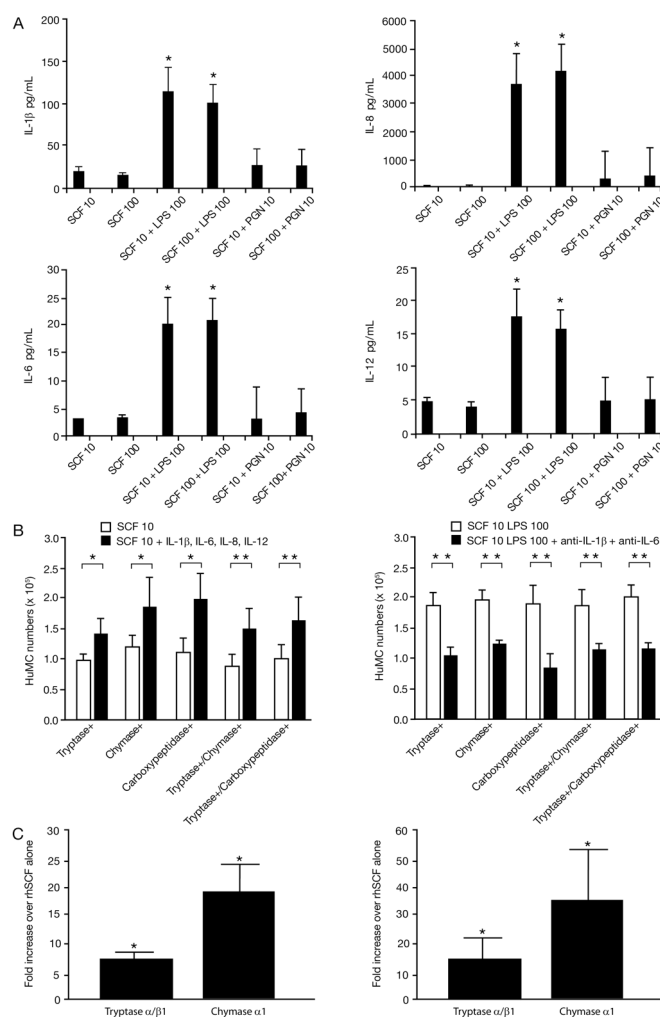 A
IL-1β pg/mL
200
150
100
50
0
SCF 10
SCF 100
SCF 10 + LPS 100
SCF 100 + LPS 100
SCF 10 + PGN 10
SCF 100 + PGN 10
IL-8 pg/mL
6000
5000
4000
3000
2000
1000
0
SCF 10
SCF 100
SCF 10 + LPS 100
SCF 100 + LPS 100
SCF 10 + PGN 10
SCF 100 + PGN 10
IL-6 pg/mL
30
25
20
15
10
5
0
SCF 10
SCF 100
SCF 10 + LPS 100
SCF 100 + LPS 100
SCF 10 + PGN 10
SCF 100+ PGN 10
IL-12 pg/mL
25
20
15
10
5
0
SCF 10
SCF 100
SCF 10 + LPS 100
SCF 100 + LPS 100
SCF 10 + PGN 10
SCF 100 + PGN 10
B
SCF 10
SCF 10 + IL-1β, IL-6, IL-8, IL-12
HuMC numbers (x 10⁵)
3.0
2.5
2.0
1.5
1.0
0.5
0.0
* * * ** **
Tryptase+
Chymase+
Carboxypeptidase+
Tryptase+/Chymase+
Tryptase+/Carboxypeptidase+
SCF 10 LPS 100
SCF 10 LPS 100 + anti-IL-1β + anti-IL-6
HuMC numbers (x 10⁵)
3.0
2.5
2.0
1.5
1.0
0.5
0.0
** ** ** ** **
Tryptase+
Chymase+
Carboxypeptidase+
Tryptase+/Chymase+
Tryptase+/Carboxypeptidase+
C
Fold increase over rhSCF alone
30
25
20
15
10
5
0
Tryptase α/β1
Chymase α1
Fold increase over rhSCF alone
60
50
40
30
20
10
0
Tryptase α/β1
Chymase α1